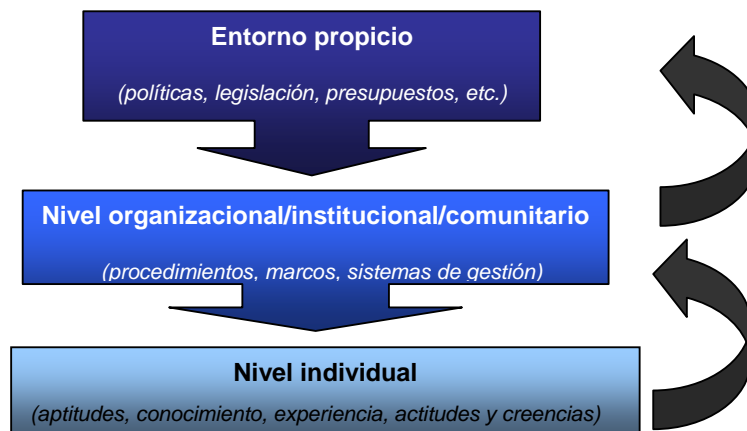 Entorno propicio
(políticas, legislación, presupuestos, etc.)
Nivel organizacional/institucional/comunitario
(procedimientos, marcos, sistemas de gestión)
Nivel individual
(aptitudes, conocimiento, experiencia, actitudes y creencias)